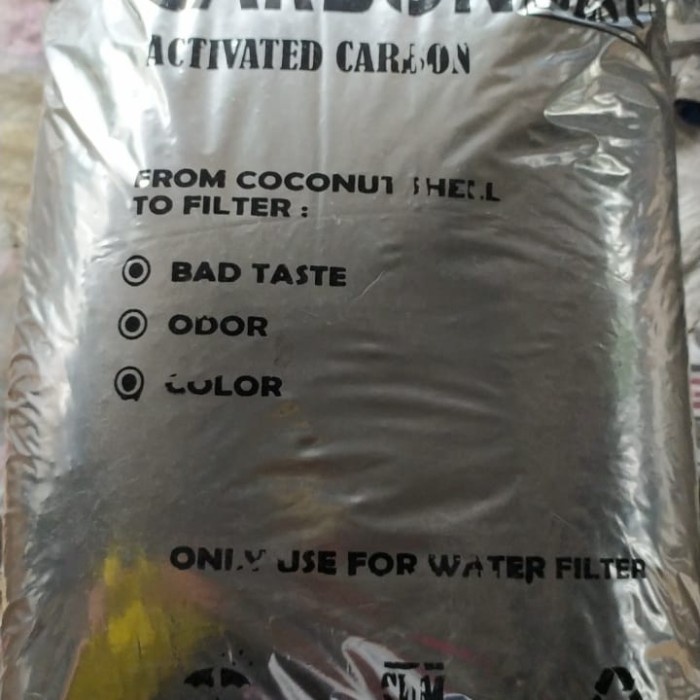 ACTIVATED CARBON
FROM COCONUT SHELL
TO FILTER :
BAD TASTE
ODOR
COLOR
ONLY USE FOR WATER FILTER